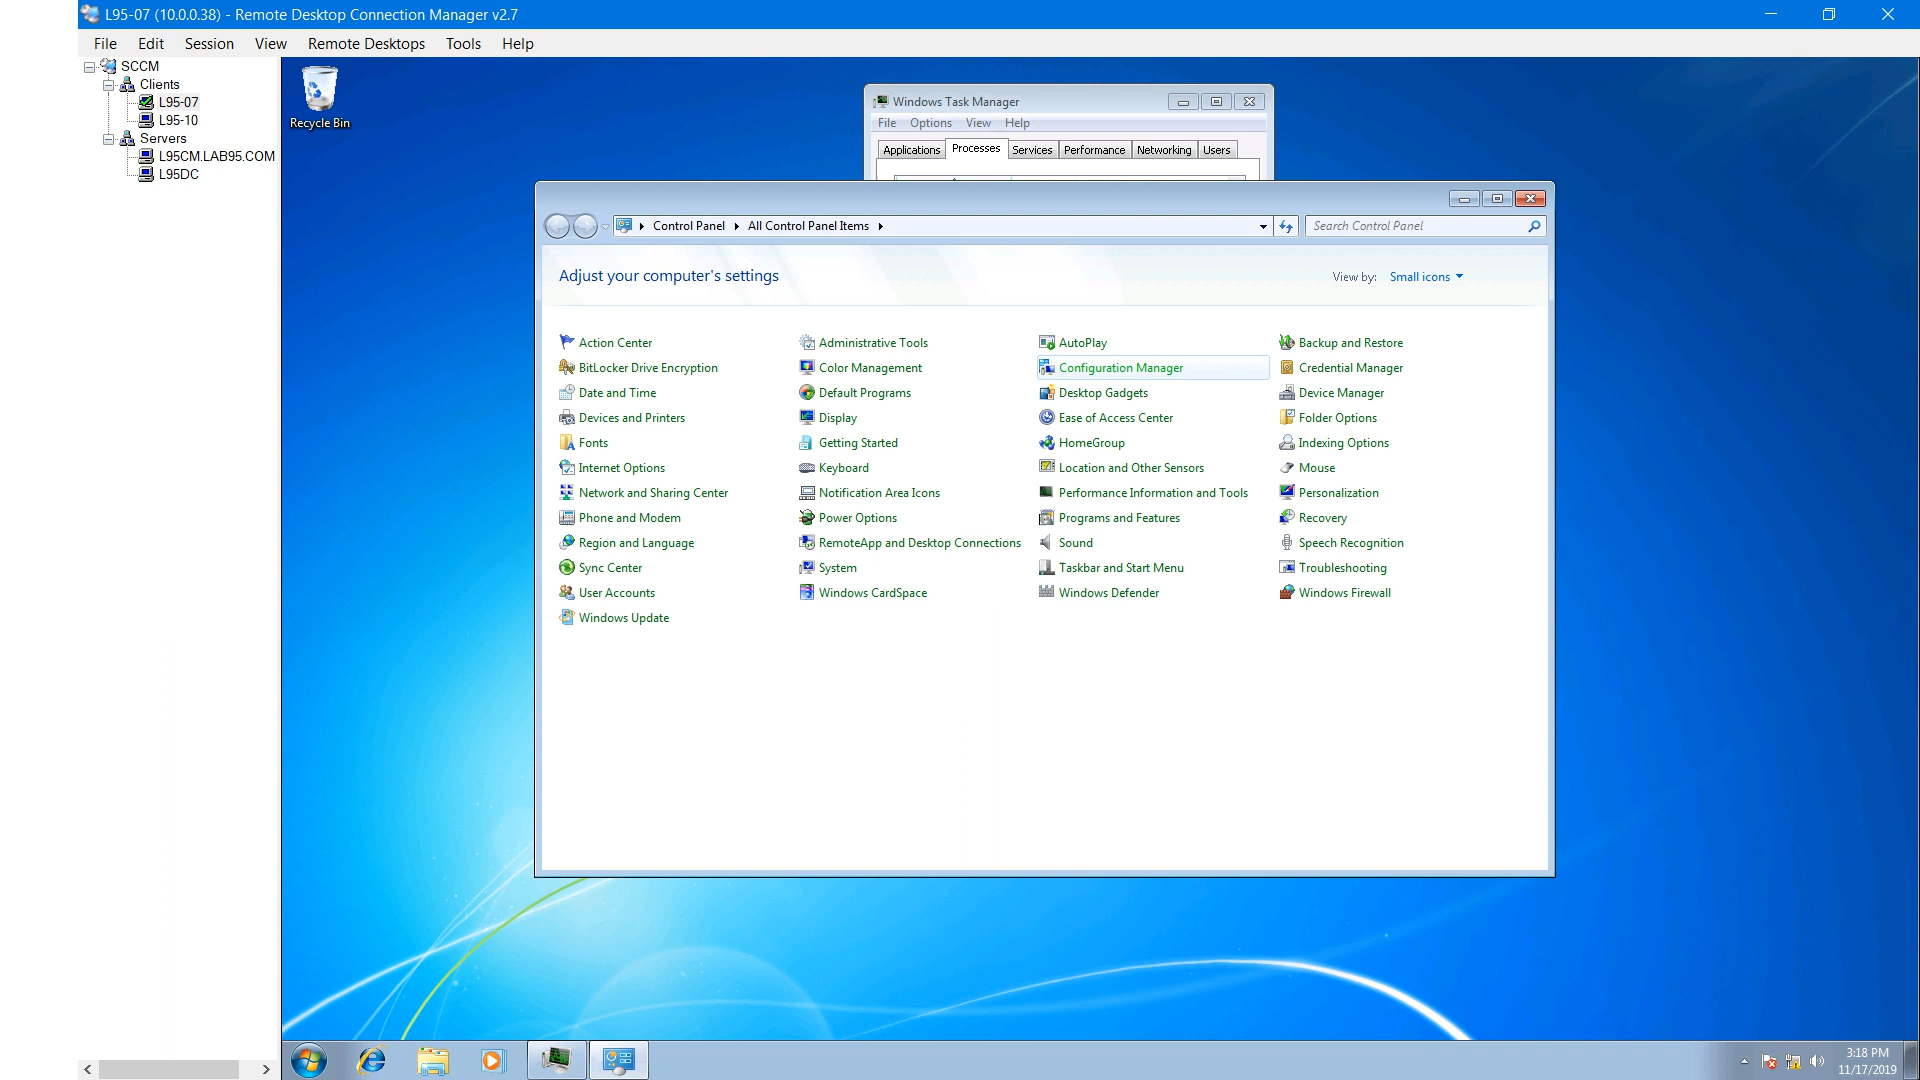 L95-07 (10.0.0.38) - Remote Desktop Connection Manager v2.7
File Edit Session View Remote Desktops Tools Help
SCCM
Clients
L95-07
L95-10
Servers
L95CM.LAB95.COM
L95DC
Recycle Bin
Windows Task Manager
File Options View Help
Applications Processes Services Performance Networking Users
Control Panel All Control Panel Items Search Control Panel
Adjust your computer's settings
View by: Small icons
Action Center Administrative Tools AutoPlay Backup and Restore
BitLocker Drive Encryption Color Management Configuration Manager Credential Manager
Date and Time Default Programs Desktop Gadgets Device Manager
Devices and Printers Display Ease of Access Center Folder Options
Fonts Getting Started HomeGroup Indexing Options
Internet Options Keyboard Location and Other Sensors Mouse
Network and Sharing Center Notification Area Icons Performance Information and Tools Personalization
Phone and Modem Power Options Programs and Features Recovery
Region and Language RemoteApp and Desktop Connections Sound Speech Recognition
Sync Center System Taskbar and Start Menu Troubleshooting
User Accounts Windows CardSpace Windows Defender Windows Firewall
Windows Update
3:18 PM
11/17/2019